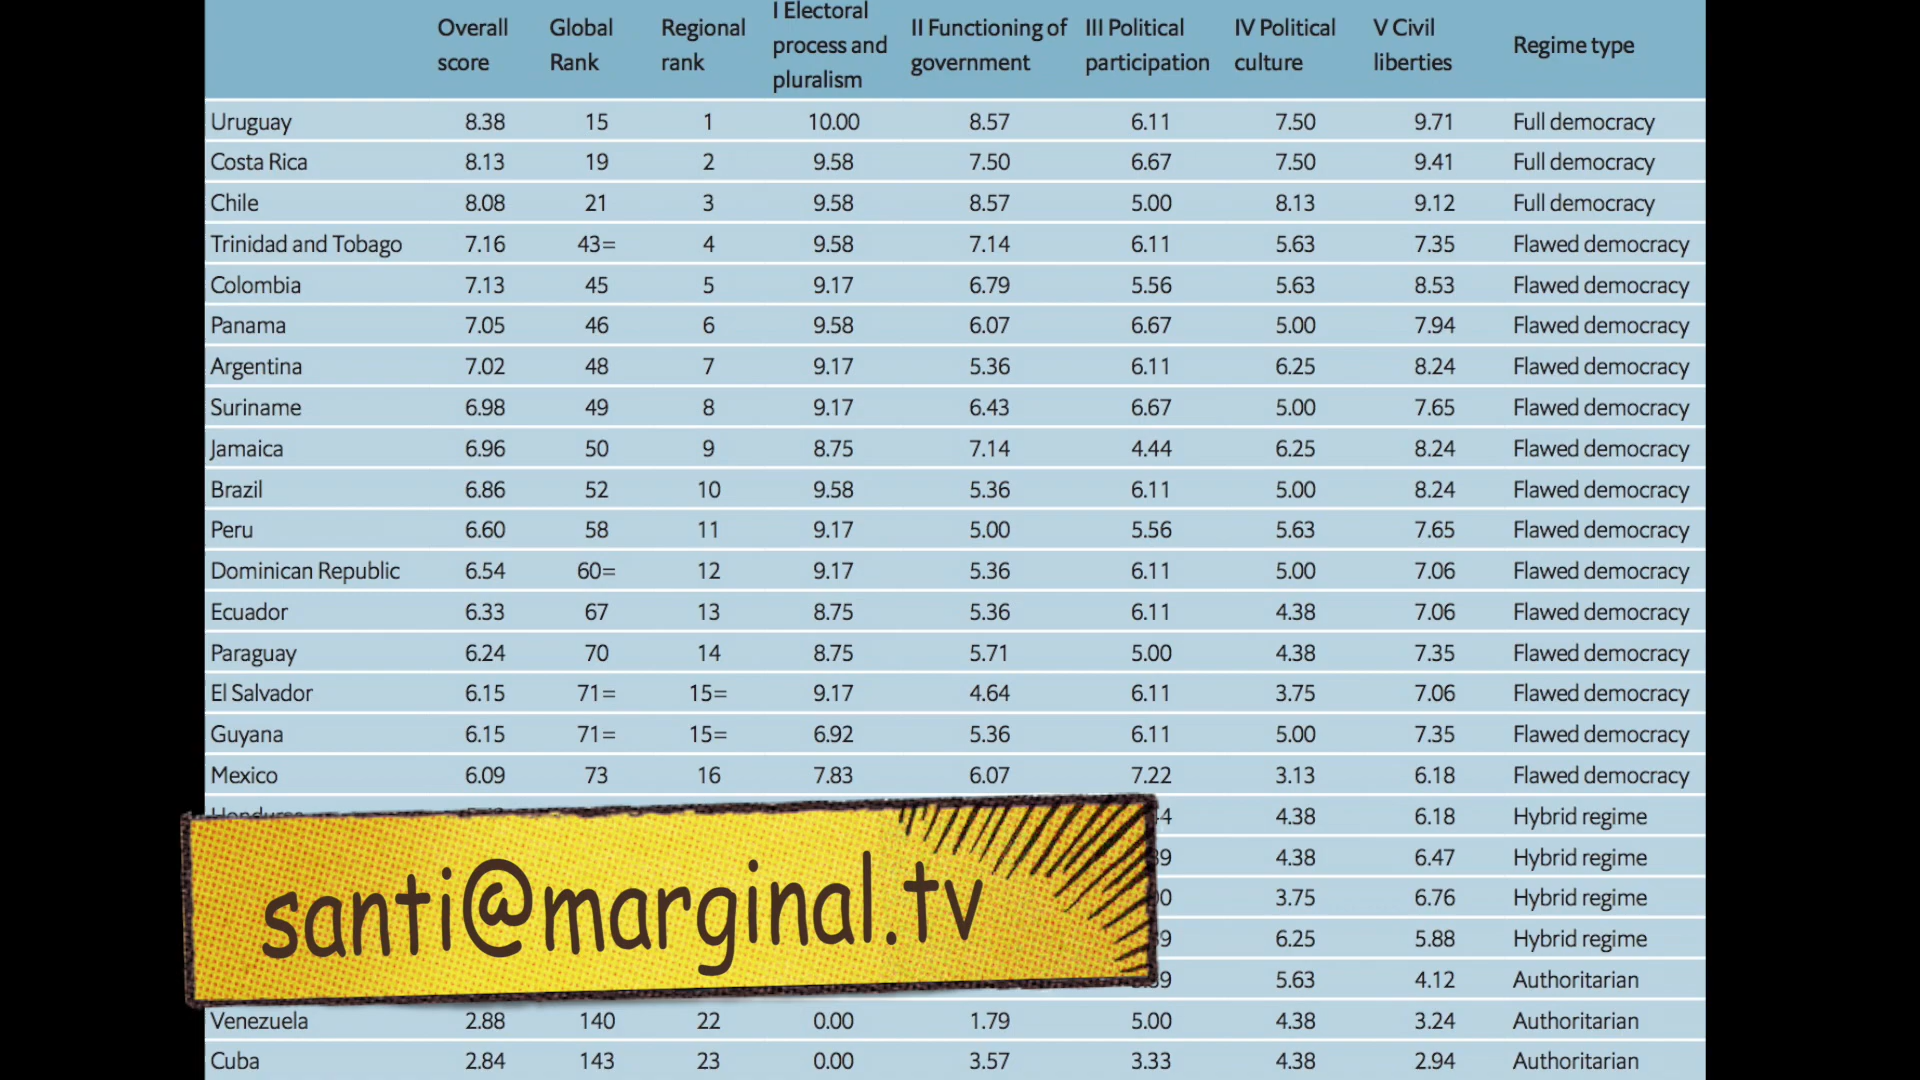 Overall score Global Rank Regional rank I Electoral process and pluralism II Functioning of government III Political participation IV Political culture V Civil liberties Regime type
Uruguay 8.38 15 1 10.00 8.57 6.11 7.50 9.71 Full democracy
Costa Rica 8.13 19 2 9.58 7.50 6.67 7.50 9.41 Full democracy
Chile 8.08 21 3 9.58 8.57 5.00 8.13 9.12 Full democracy
Trinidad and Tobago 7.16 43= 4 9.58 7.14 6.11 5.63 7.35 Flawed democracy
Colombia 7.13 45 5 9.17 6.79 5.56 5.63 8.53 Flawed democracy
Panama 7.05 46 6 9.58 6.07 6.67 5.00 7.94 Flawed democracy
Argentina 7.02 48 7 9.17 5.36 6.11 6.25 8.24 Flawed democracy
Suriname 6.98 49 8 9.17 6.43 6.67 5.00 7.65 Flawed democracy
Jamaica 6.96 50 9 8.75 7.14 4.44 6.25 8.24 Flawed democracy
Brazil 6.86 52 10 9.58 5.36 6.11 5.00 8.24 Flawed democracy
Peru 6.60 58 11 9.17 5.00 5.56 5.63 7.65 Flawed democracy
Dominican Republic 6.54 60= 12 9.17 5.36 6.11 5.00 7.06 Flawed democracy
Ecuador 6.33 67 13 8.75 5.36 6.11 4.38 7.06 Flawed democracy
Paraguay 6.24 70 14 8.75 5.71 5.00 4.38 7.35 Flawed democracy
El Salvador 6.15 71= 15= 9.17 4.64 6.11 3.75 7.06 Flawed democracy
Guyana 6.15 71= 15= 6.92 5.36 6.11 5.00 7.35 Flawed democracy
Mexico 6.09 73 16 7.83 6.07 7.22 3.13 6.18 Flawed democracy
4.38 6.18 Hybrid regime
4.38 6.47 Hybrid regime
3.75 6.76 Hybrid regime
6.25 5.88 Hybrid regime
5.63 4.12 Authoritarian
santi@marginal.tv
Venezuela 2.88 140 22 0.00 1.79 5.00 4.38 3.24 Authoritarian
Cuba 2.84 143 23 0.00 3.57 3.33 4.38 2.94 Authoritarian